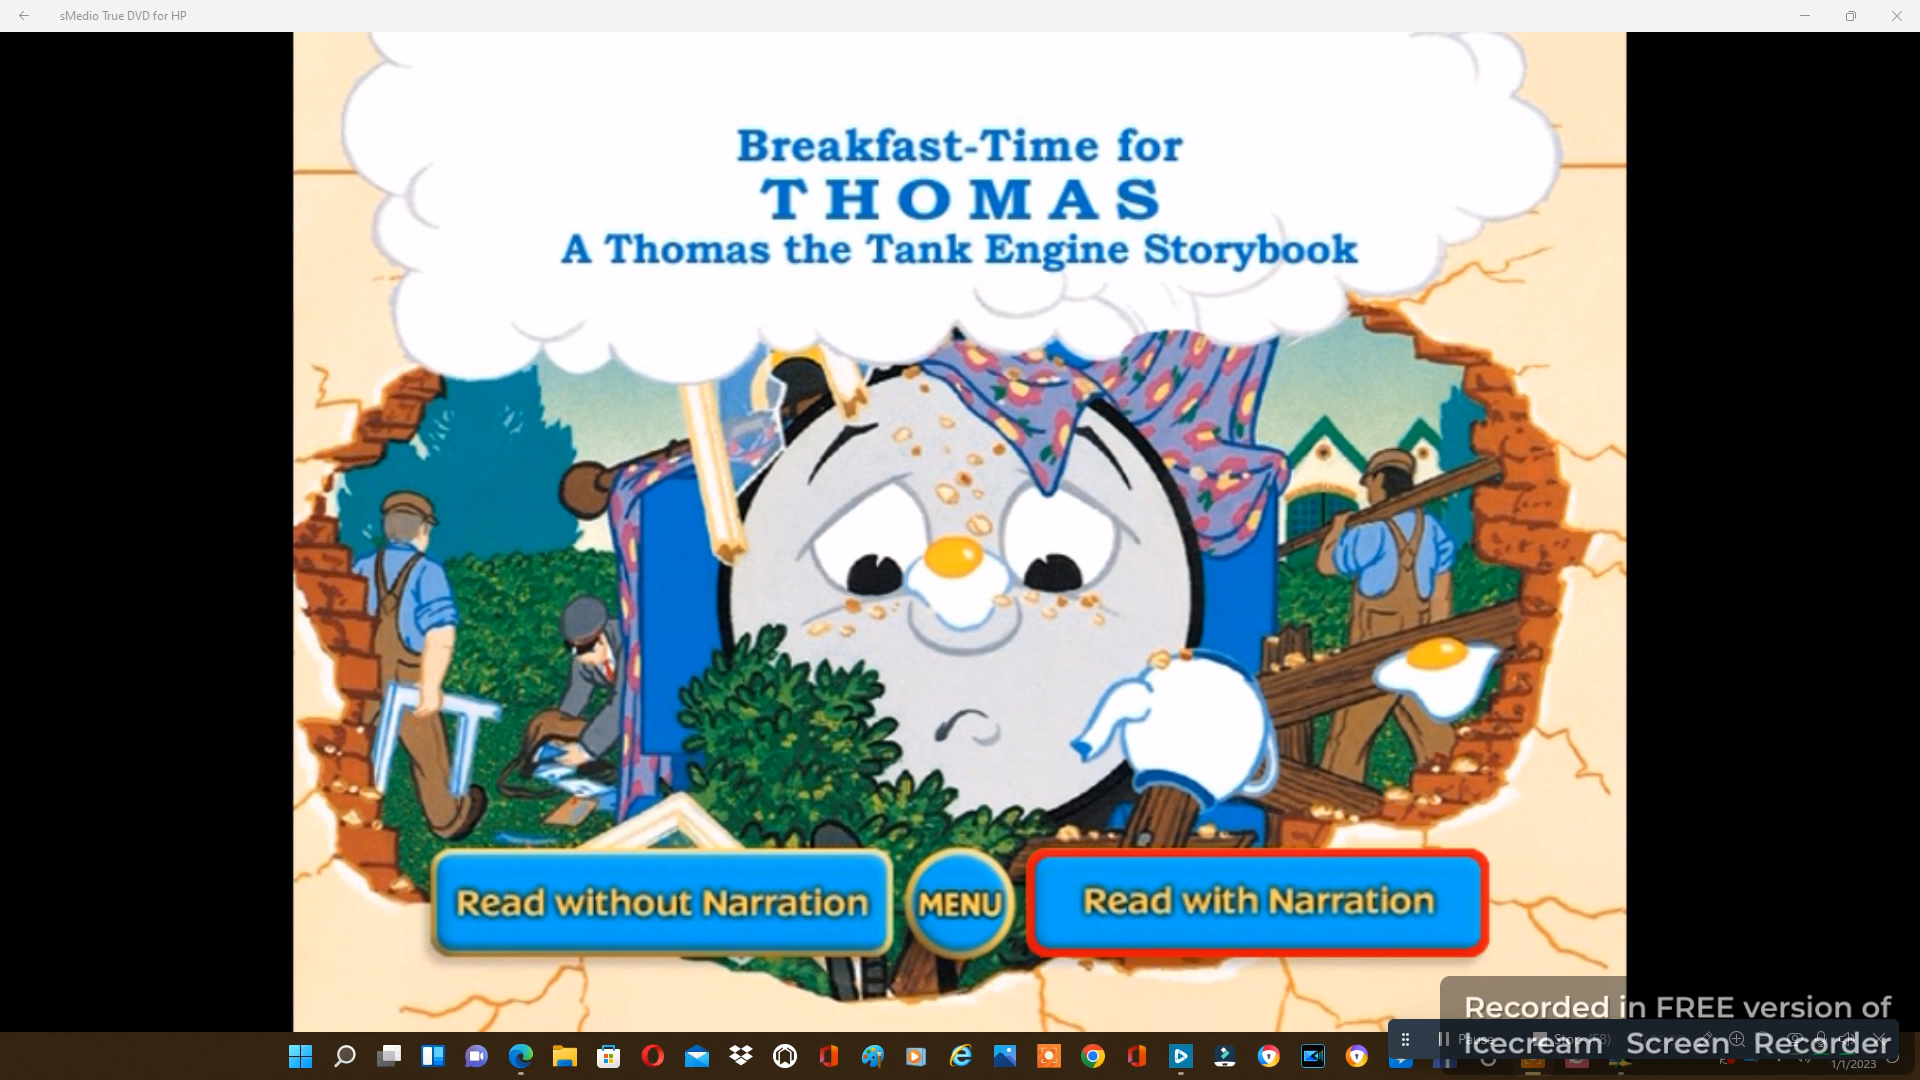 sMedio True DVD for HP
Breakfast-Time for
THOMAS
A Thomas the Tank Engine Storybook
Read without Narration
MENU
Read with Narration
Recorded in FREE version of
Icecream Screen Recorder
1/1/2023